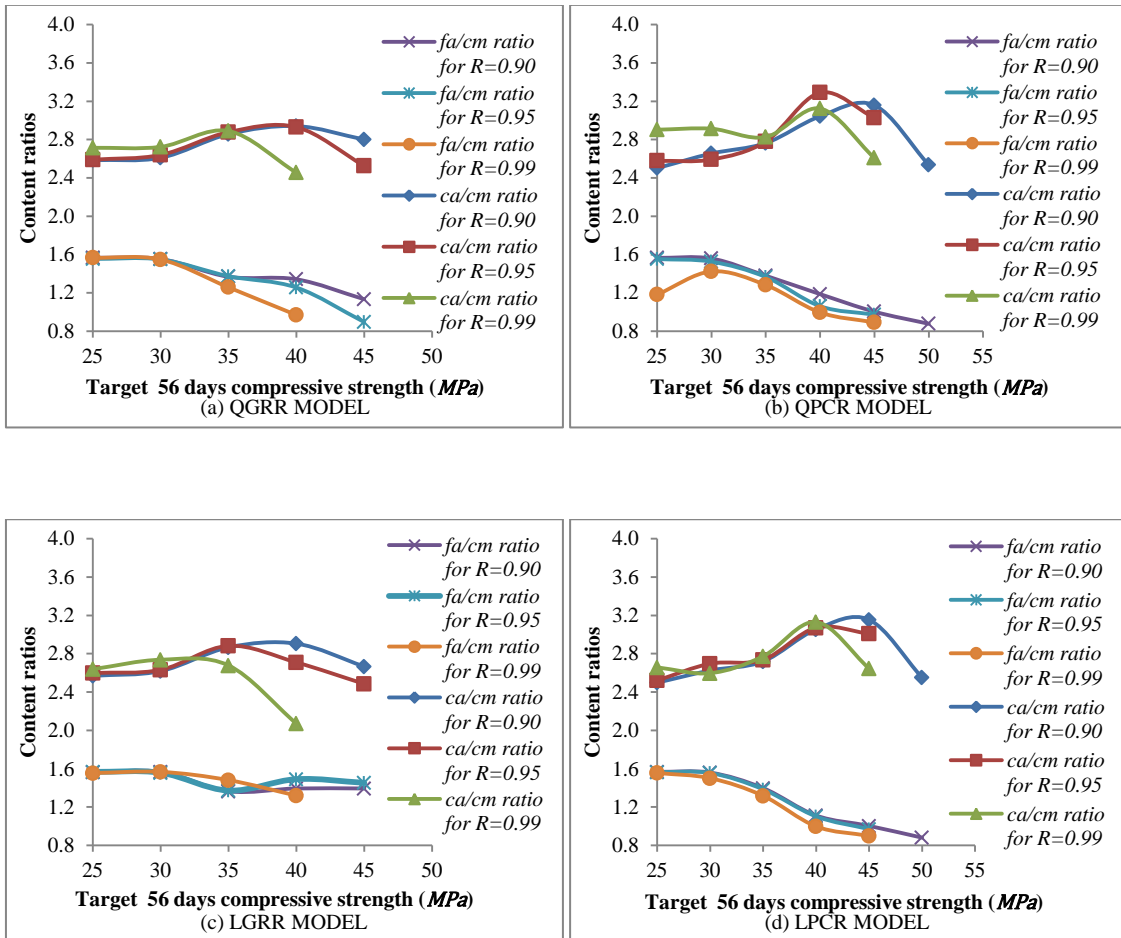 4.0
3.6
3.2
2.8
2.4
2.0
1.6
1.2
0.8
Content ratios
25 30 35 40 45 50
Target 56 days compressive strength (MPa)
(a) QGRR MODEL
fa/cm ratio
for R=0.90
fa/cm ratio
for R=0.95
fa/cm ratio
for R=0.99
ca/cm ratio
for R=0.90
ca/cm ratio
for R=0.95
ca/cm ratio
for R=0.99
4.0
3.6
3.2
2.8
2.4
2.0
1.6
1.2
0.8
Content ratios
25 30 35 40 45 50 55
Target 56 days compressive strength (MPa)
(b) QPCR MODEL
fa/cm ratio
for R=0.90
fa/cm ratio
for R=0.95
fa/cm ratio
for R=0.99
ca/cm ratio
for R=0.90
ca/cm ratio
for R=0.95
ca/cm ratio
for R=0.99
4.0
3.6
3.2
2.8
2.4
2.0
1.6
1.2
0.8
Content ratios
25 30 35 40 45 50
Target 56 days compressive strength (MPa)
(c) LGRR MODEL
fa/cm ratio
for R=0.90
fa/cm ratio
for R=0.95
fa/cm ratio
for R=0.99
ca/cm ratio
for R=0.90
ca/cm ratio
for R=0.95
ca/cm ratio
for R=0.99
4.0
3.6
3.2
2.8
2.4
2.0
1.6
1.2
0.8
Content ratios
25 30 35 40 45 50 55
Target 56 days compressive strength (MPa)
(d) LPCR MODEL
fa/cm ratio
for R=0.90
fa/cm ratio
for R=0.95
fa/cm ratio
for R=0.99
ca/cm ratio
for R=0.90
ca/cm ratio
for R=0.95
ca/cm ratio
for R=0.99